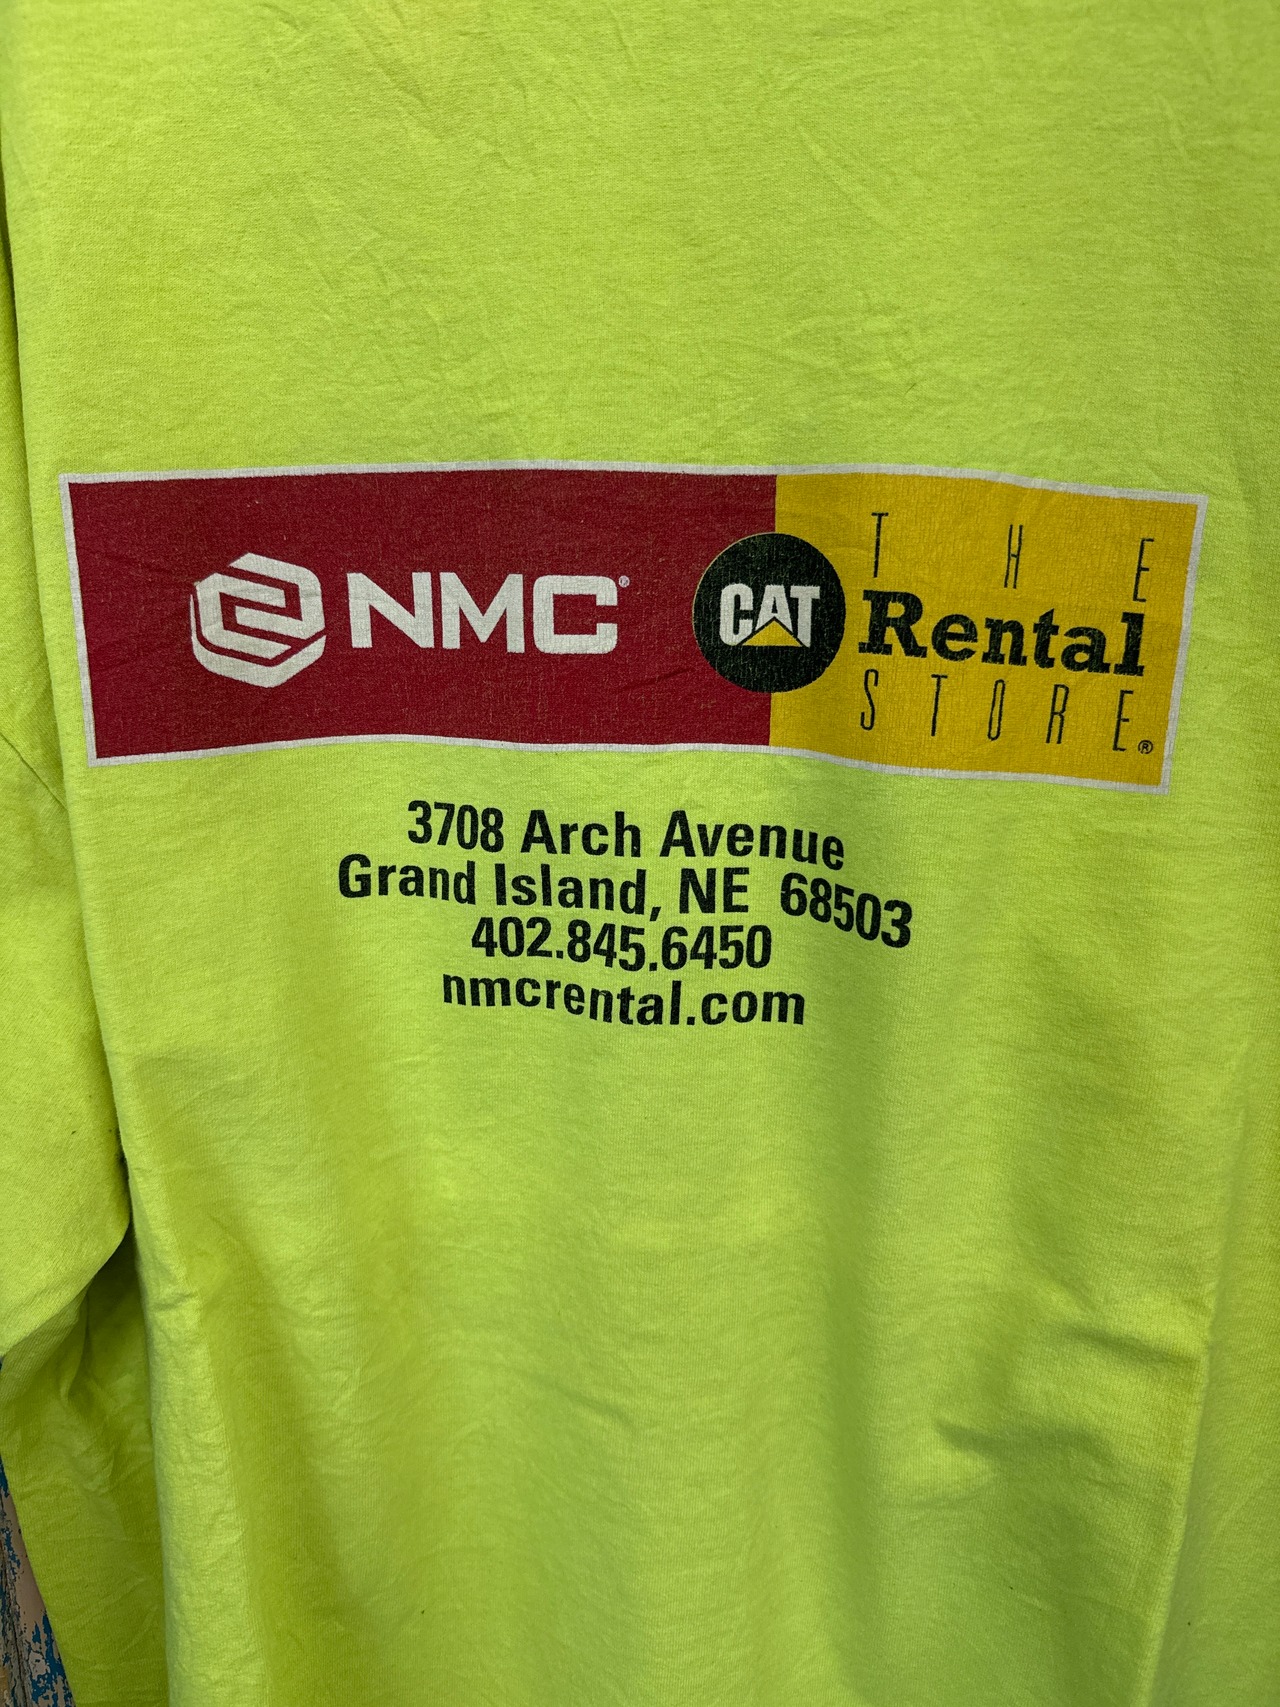 NMC®
CAT
THE
Rental
STORE®
3708 Arch Avenue
Grand Island, NE 68503
402.845.6450
nmcrental.com